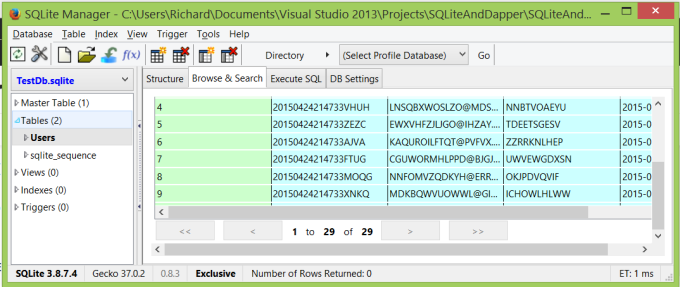 SQLite Manager - C:\Users\Richard\Documents\Visual Studio 2013\Projects\SQLiteAndDapper\SQLiteAnd...
Database Table Index View Trigger Tools Help
f(x) Directory (Select Profile Database) Go
TestDb.sqlite
Structure Browse & Search Execute SQL DB Settings
Master Table (1)
Tables (2)
Users
sqlite_sequence
Views (0)
Indexes (0)
Triggers (0)
4 20150424214733VHUH LNSQBXWOSLZO@MDS... NNBTVOAEYU 2015-0
5 20150424214733ZEZC EWXVHFZJLJGO@IHZAY.... TDEETSGESV 2015-0
6 20150424214733AJVA KAQUROILFTQT@PVFVX.... ZZRRKNLHEP 2015-0
7 20150424214733FTUG CGUWORMHLPPD@BJGJ... UWVEWGDXSN 2015-0
8 20150424214733MOQG NNFOMVZQDKYH@ERR... OKJPDVQVIF 2015-0
9 20150424214733XNKQ MDKBQWVUOWWL@GI... ICHOWLHLWW 2015-0
<< < 1 to 29 of 29 > >>
SQLite 3.8.7.4 Gecko 37.0.2 0.8.3 Exclusive Number of Rows Returned: 0 ET: 1 ms